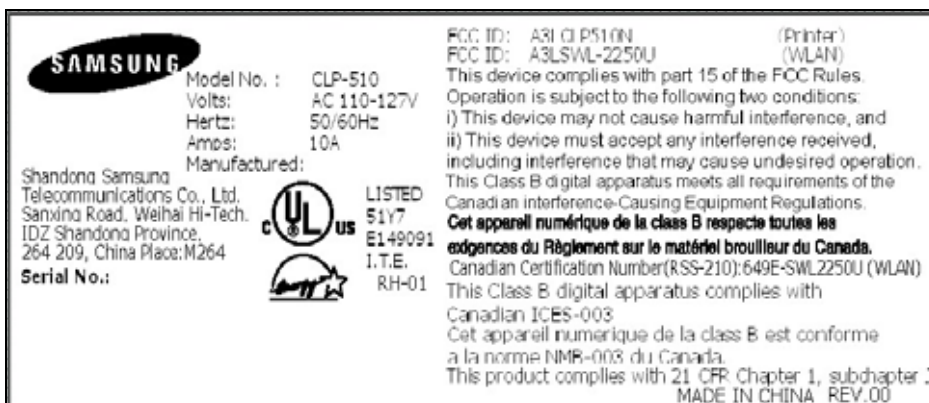 SAMSUNG
Model No. : CLP-510
Volts: AC 110-127V
Hertz: 50/60Hz
Amps: 10A
Manufactured:
Shandong Samsung
Telecommunications Co., Ltd.
Sanxing Road, Weihai Hi-Tech.
IDZ Shandong Province,
264 209, China Place:M264
Serial No.:
C UL US
LISTED
51Y7
E149091
I.T.E.
RH-01
FCC ID: A3LCLP510N (Printer)
FCC ID: A3LSWL-2250U (WLAN)
This device complies with part 15 of the FCC Rules.
Operation is subject to the following two conditions:
i) This device may not cause harmful interference, and
ii) This device must accept any interference received,
including interference that may cause undesired operation.
This Class B digital apparatus meets all requirements of the
Canadian interference-Causing Equipment Regulations.
Cet appareil numérique de la class B respecte toutes les
exigences du Règlement sur le matériel brouilleur du Canada.
Canadian Certification Number(RSS-210):649E-SWL2250U (WLAN)
This Class B digital apparatus complies with
Canadian ICES-003
Cet appareil numerique de la class B est conforme
a la norme NMB-003 du Canada.
This product complies with 21 CFR Chapter 1, subchapter
MADE IN CHINA REV.00